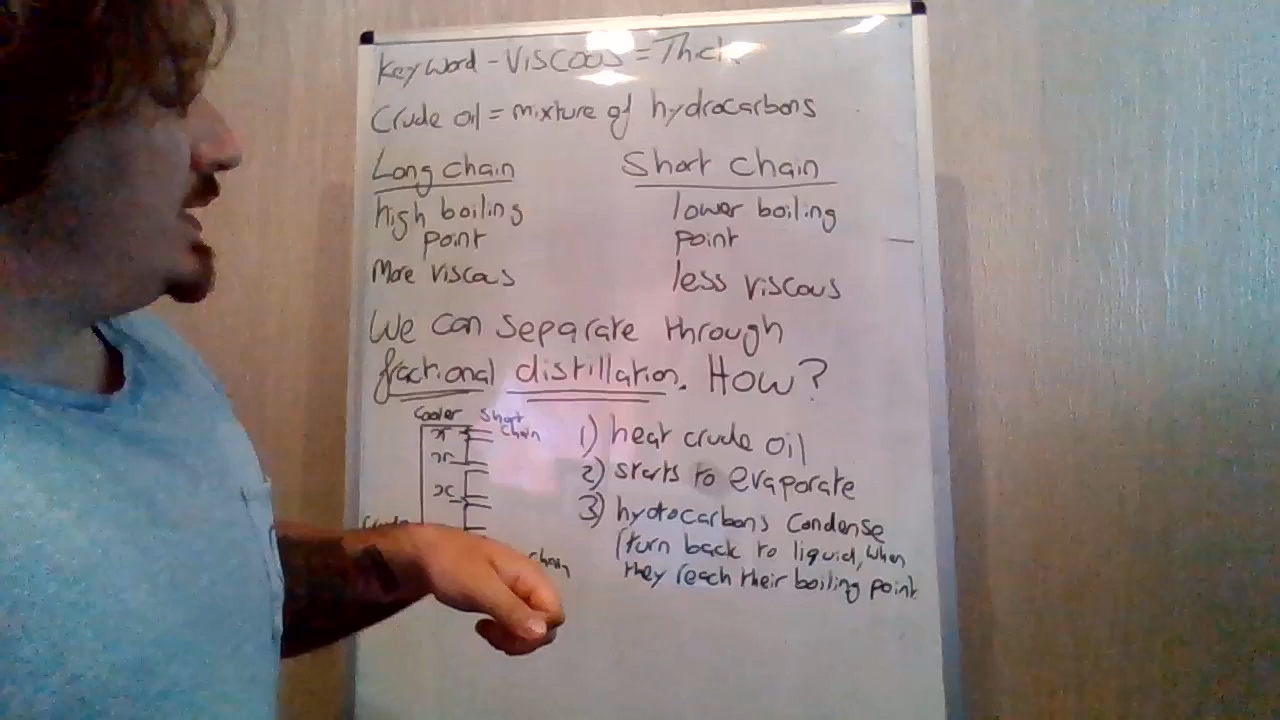 Key Word - Viscous = Thick
Crude oil = mixture of hydrocarbons
Long chain
Short chain
high boiling
point
lower boiling
point
More viscous
less viscous
We can separate through
fractional distillation. How?
Cooler
Short
chain
1) heat crude oil
2) starts to evaporate
3) hydrocarbons condense
(turn back to liquid, when
they reach their boiling point
Crude
chain